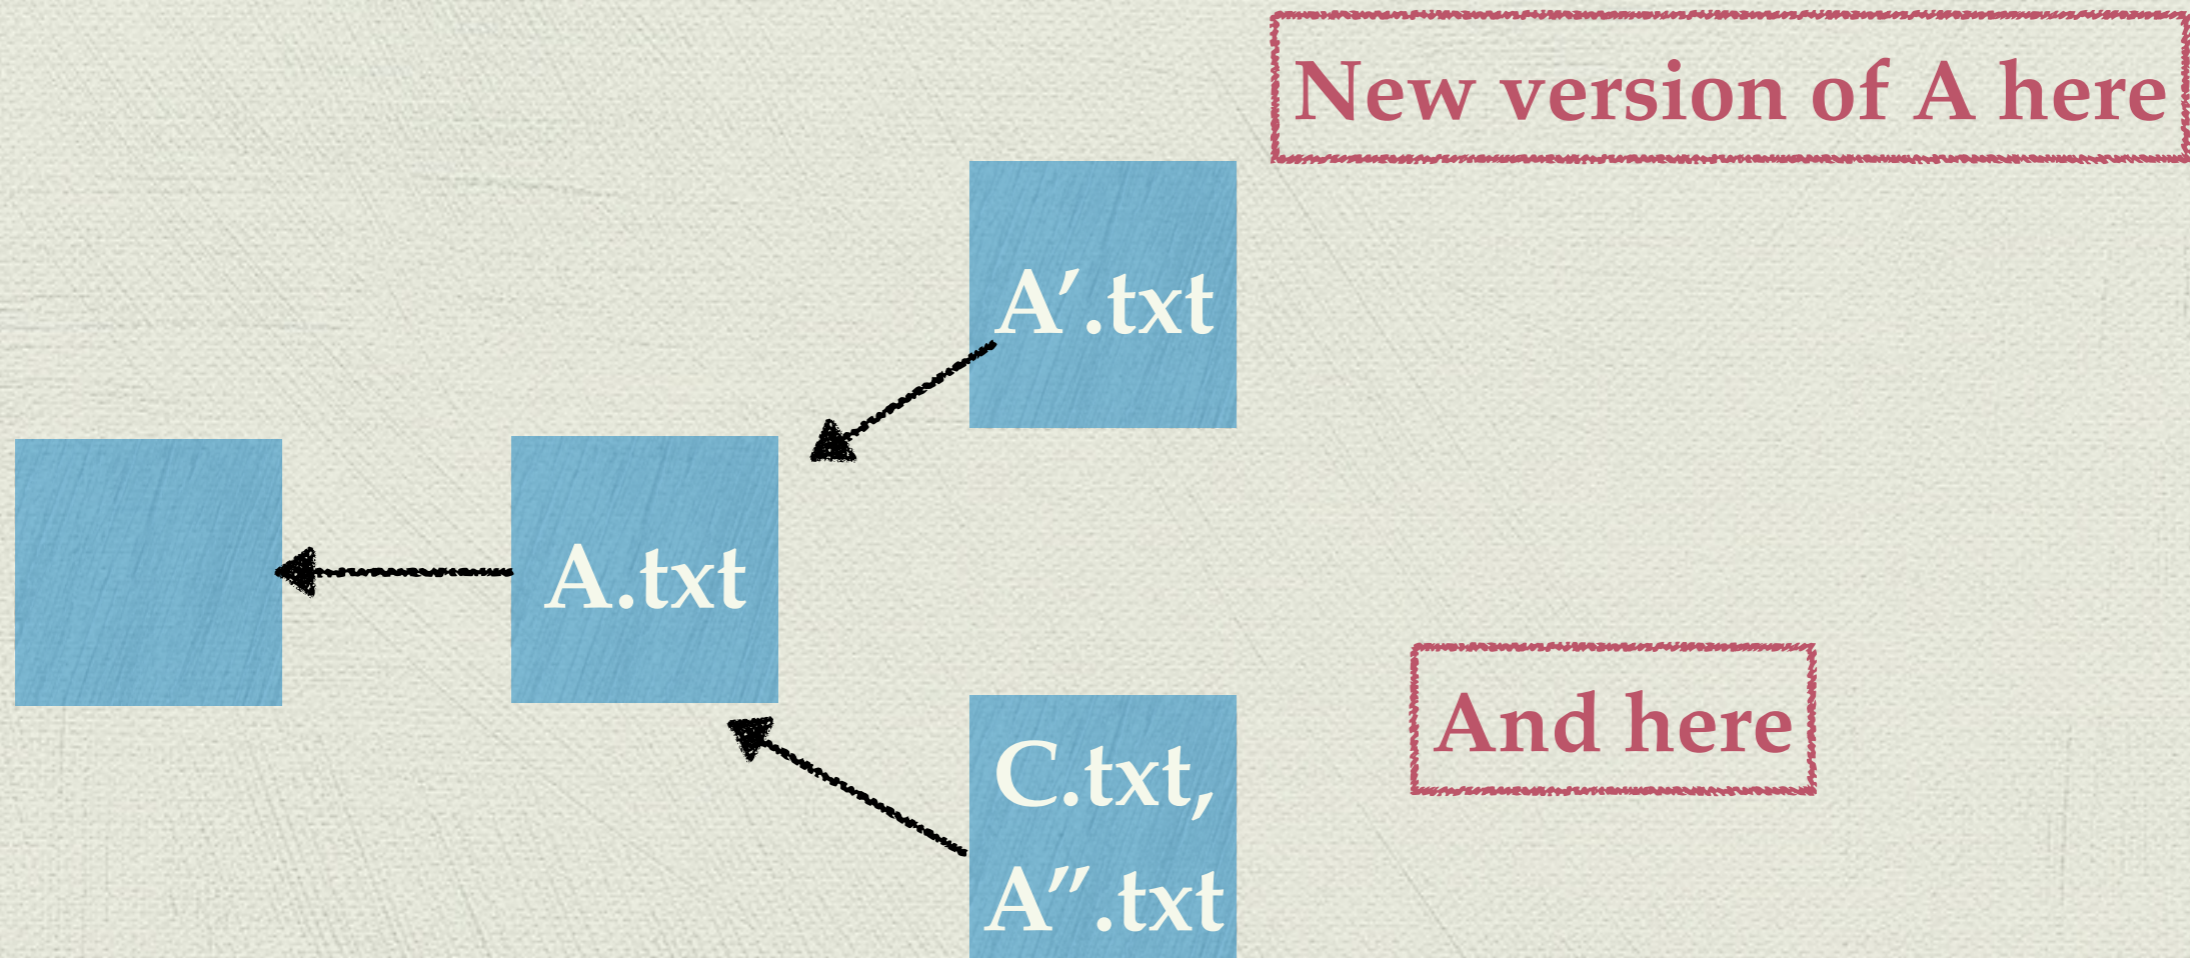 New version of A here
A′.txt
A.txt
And here
C.txt,
A″.txt